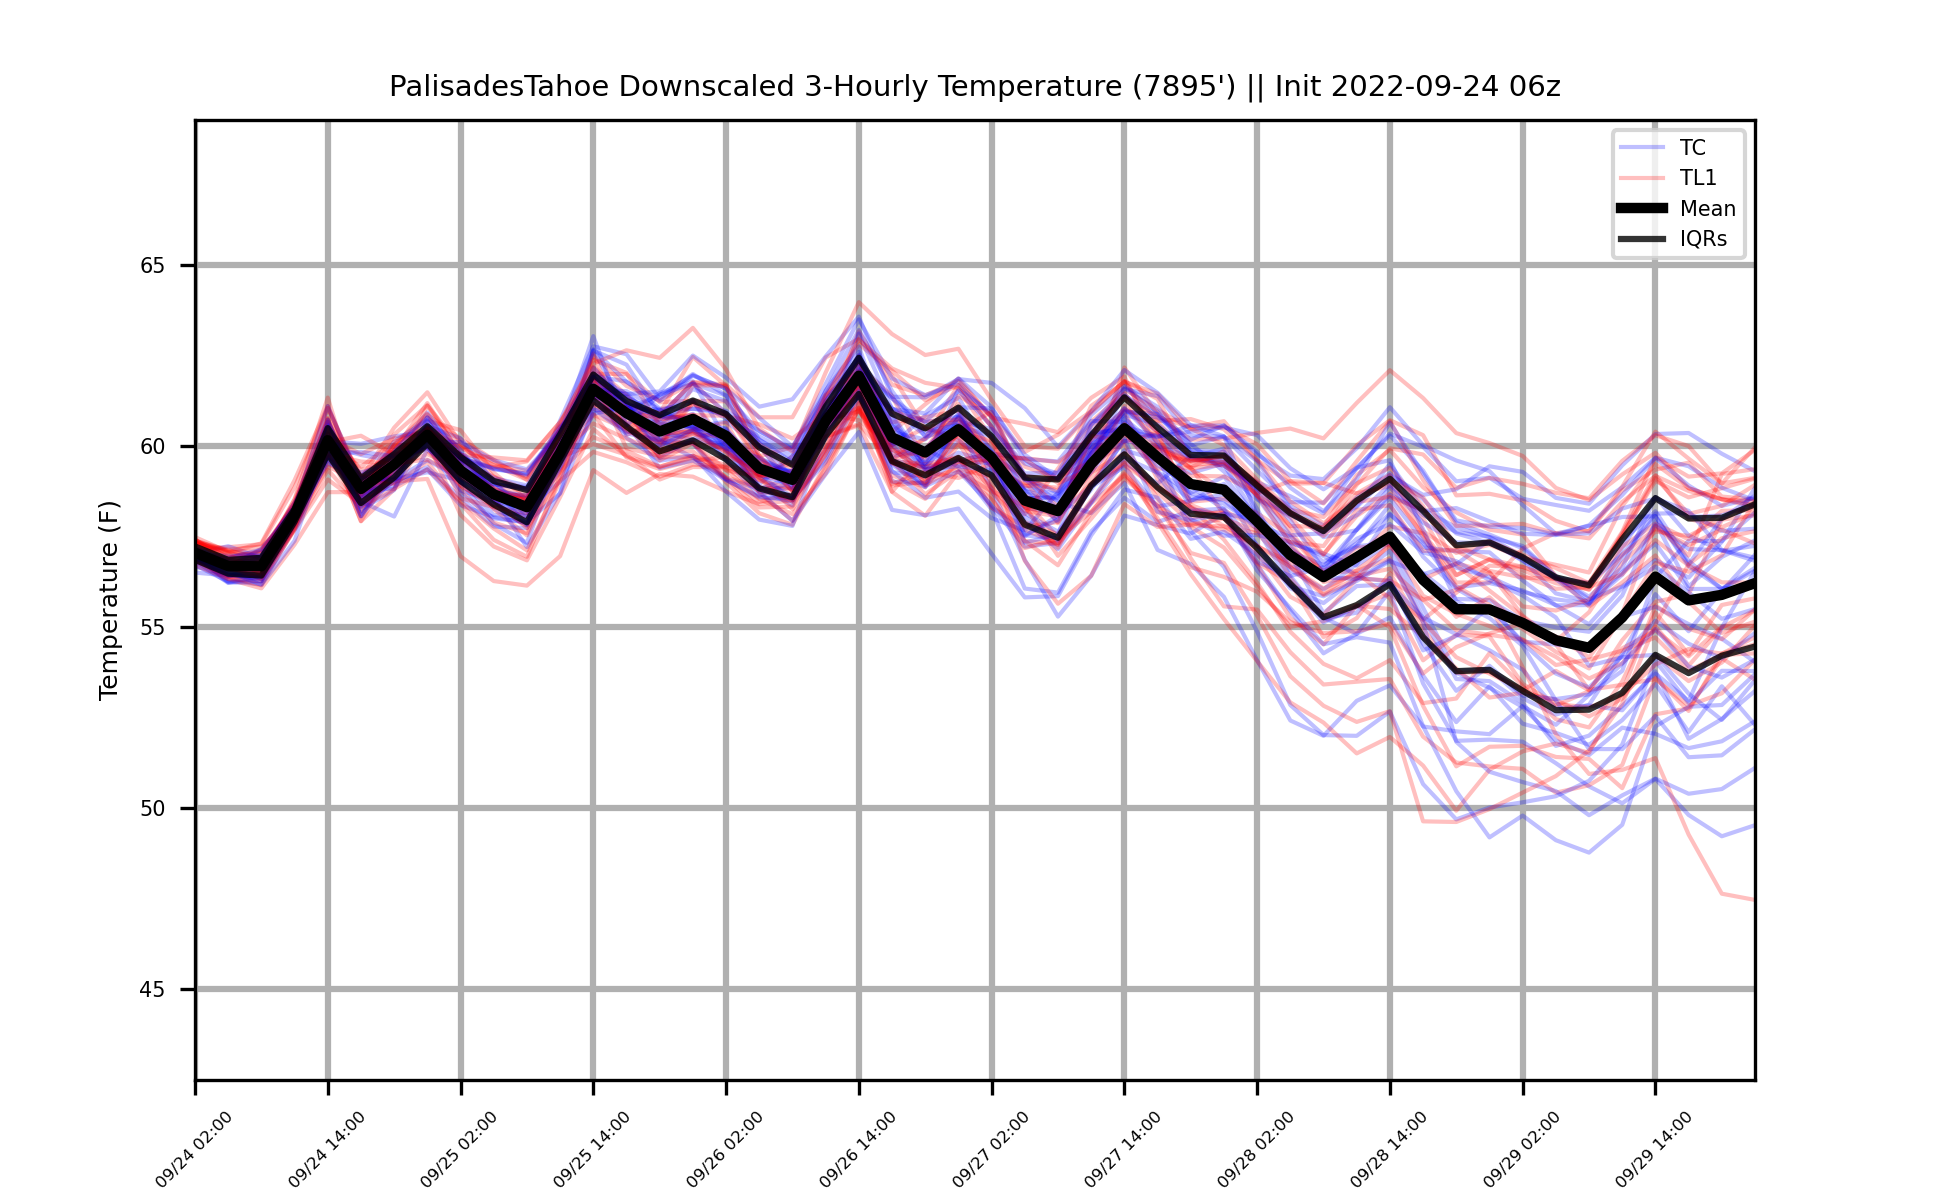 PalisadesTahoe Downscaled 3-Hourly Temperature (7895') || Init 2022-09-24 06z
TC
TL1
Mean
IQRs
Temperature (F)
65
60
55
50
45
09/24 02:00
09/24 14:00
09/25 02:00
09/25 14:00
09/26 02:00
09/26 14:00
09/27 02:00
09/27 14:00
09/28 02:00
09/28 14:00
09/29 02:00
09/29 14:00